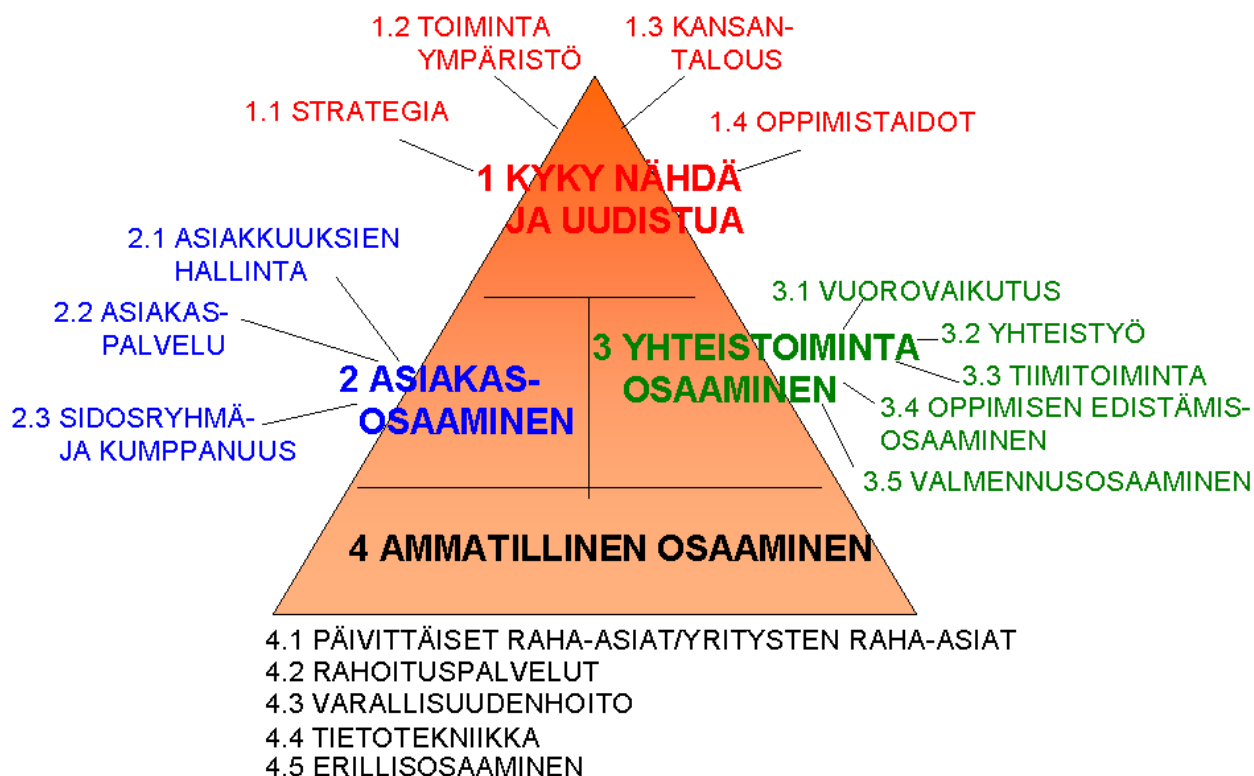 1.2 TOIMINTA
YMPÄRISTÖ
1.3 KANSAN-
TALOUS
1.1 STRATEGIA
1.4 OPPIMISTAIDOT
1 KYKY NÄHDÄ
JA UUDISTUA
2.1 ASIAKKUUKSIEN
HALLINTA
2.2 ASIAKAS-
PALVELU
2.3 SIDOSRYHMÄ-
JA KUMPPANUUS
2 ASIAKAS-
OSAAMINEN
3 YHTEISTOIMINTA
OSAAMINEN
3.1 VUOROVAIKUTUS
3.2 YHTEISTYÖ
3.3 TIIMITOIMINTA
3.4 OPPIMISEN EDISTÄMIS-
OSAAMINEN
3.5 VALMENNUSOSAAMINEN
4 AMMATILLINEN OSAAMINEN
4.1 PÄIVITTÄISET RAHA-ASIAT/YRITYSTEN RAHA-ASIAT
4.2 RAHOITUSPALVELUT
4.3 VARALLISUUDENHOITO
4.4 TIETOTEKNIIKKA
4.5 ERILLISOSAAMINEN